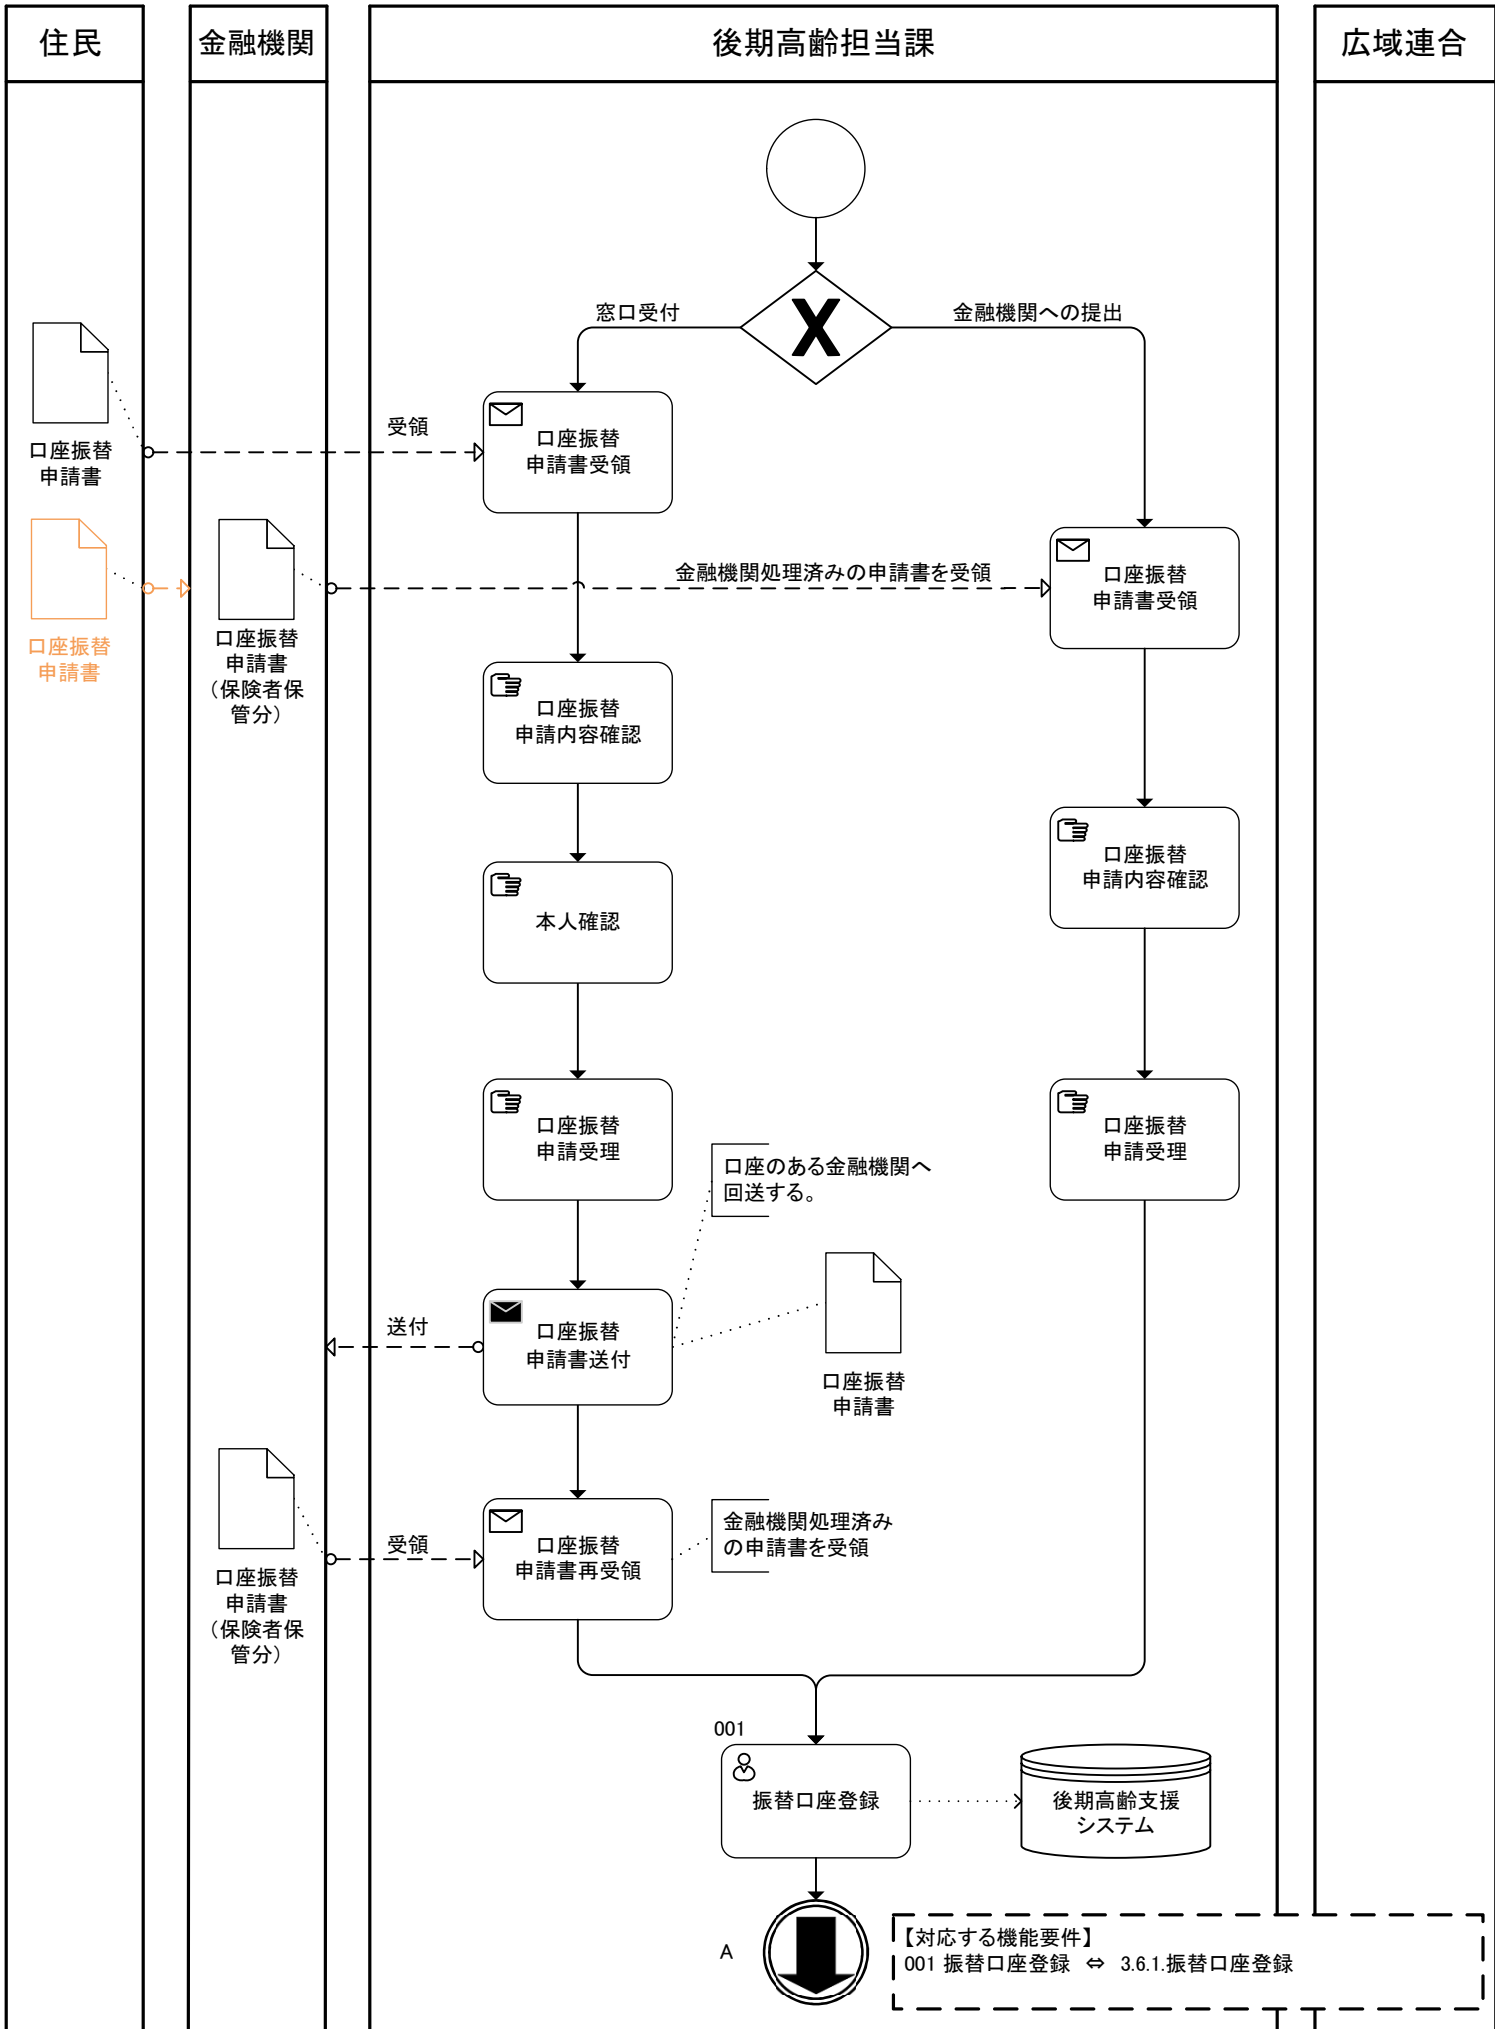 住民
金融機関
後期高齢担当課
広域連合
窓口受付
金融機関への提出
口座振替
申請書
受領
口座振替
申請書受領
口座振替
申請書
口座振替
申請書
（保険者保
管分）
金融機関処理済みの申請書を受領
口座振替
申請書受領
口座振替
申請内容確認
口座振替
申請内容確認
本人確認
口座振替
申請受理
口座振替
申請受理
口座のある金融機関へ
回送する。
送付
口座振替
申請書送付
口座振替
申請書
口座振替
申請書
（保険者保
管分）
受領
口座振替
申請書再受領
金融機関処理済み
の申請書を受領
001
振替口座登録
後期高齢支援
システム
A
【対応する機能要件】
001 振替口座登録 ⇔ 3.6.1.振替口座登録